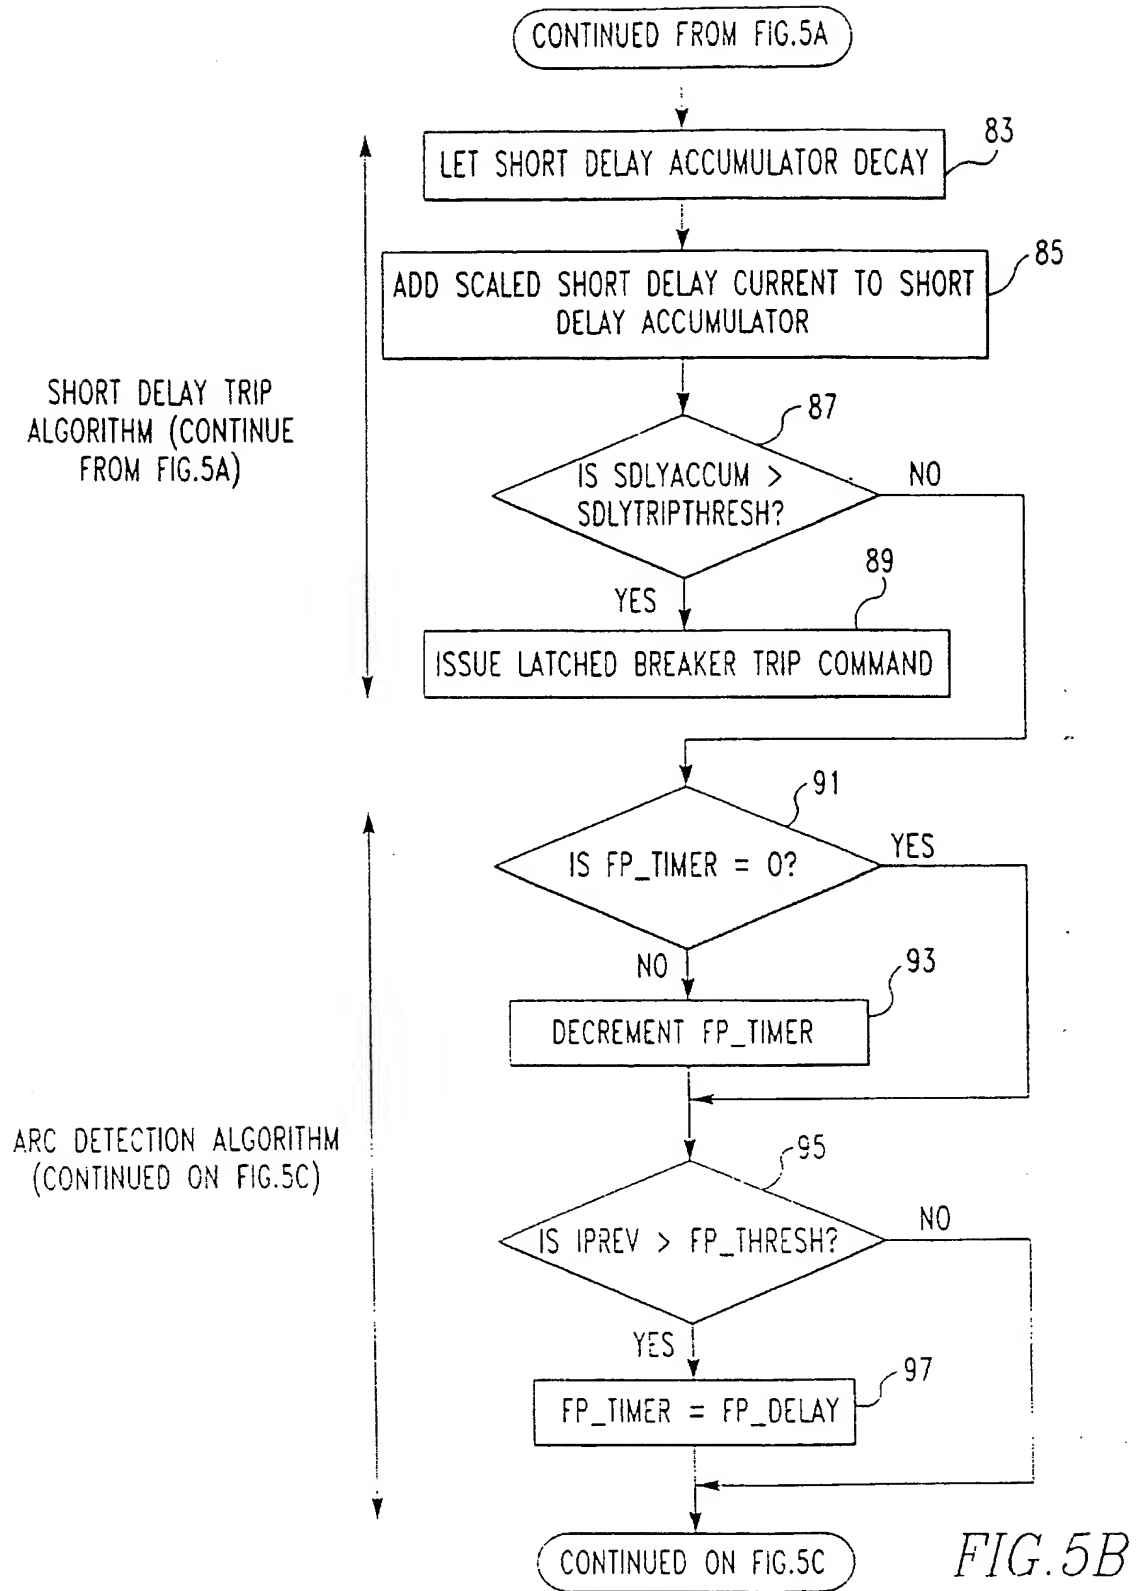 CONTINUED FROM FIG.5A
83
LET SHORT DELAY ACCUMULATOR DECAY
85
ADD SCALED SHORT DELAY CURRENT TO SHORT
DELAY ACCUMULATOR
SHORT DELAY TRIP
ALGORITHM (CONTINUE
FROM FIG.5A)
87
IS SDLYACCUM >
SDLYTRIPTHRESH?
NO
YES
89
ISSUE LATCHED BREAKER TRIP COMMAND
91
IS FP_TIMER = 0?
YES
NO
93
DECREMENT FP_TIMER
ARC DETECTION ALGORITHM
(CONTINUED ON FIG.5C)
95
IS IPREV > FP_THRESH?
NO
YES
97
FP_TIMER = FP_DELAY
CONTINUED ON FIG.5C
FIG.5B